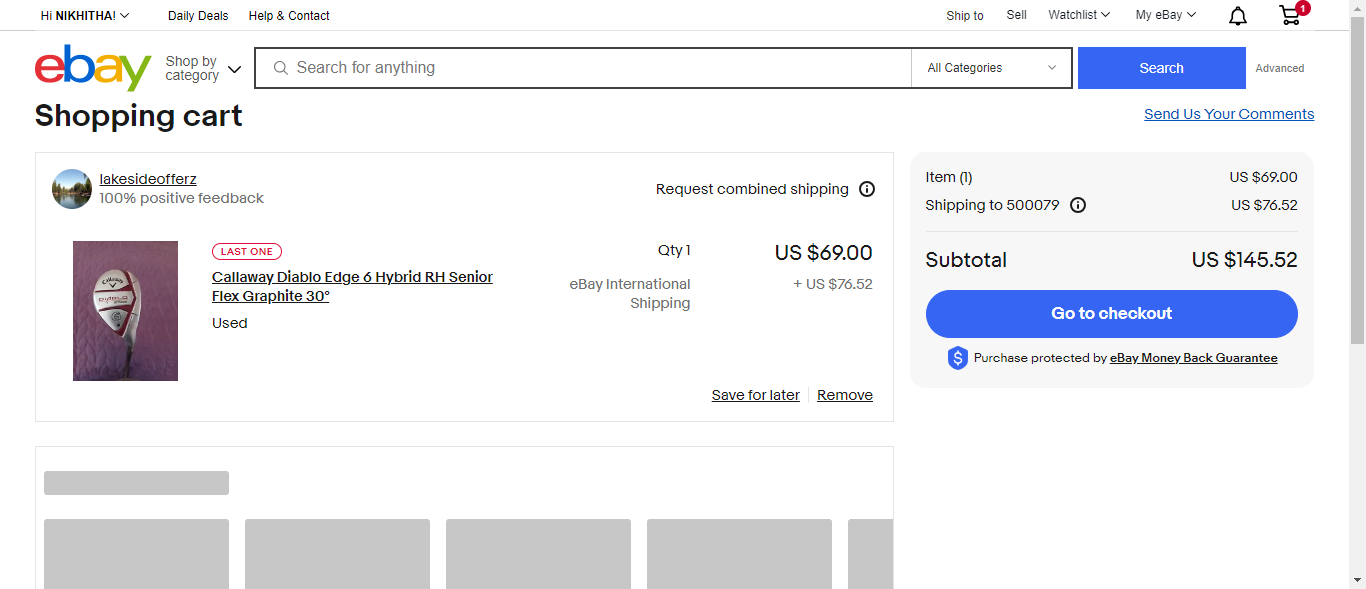 Hi NIKHITHA!
Daily Deals
Help & Contact
Ship to
Sell
Watchlist
My eBay
1
ebay
Shop by
category
Search for anything
All Categories
Search
Advanced
Shopping cart
Send Us Your Comments
lakesideofferz
100% positive feedback
Request combined shipping
LAST ONE
Callaway Diablo Edge 6 Hybrid RH Senior
Flex Graphite 30°
Used
Qty 1
US $69.00
eBay International
Shipping
+ US $76.52
Save for later
Remove
Item (1)
US $69.00
Shipping to 500079
US $76.52
Subtotal
US $145.52
Go to checkout
Purchase protected by eBay Money Back Guarantee